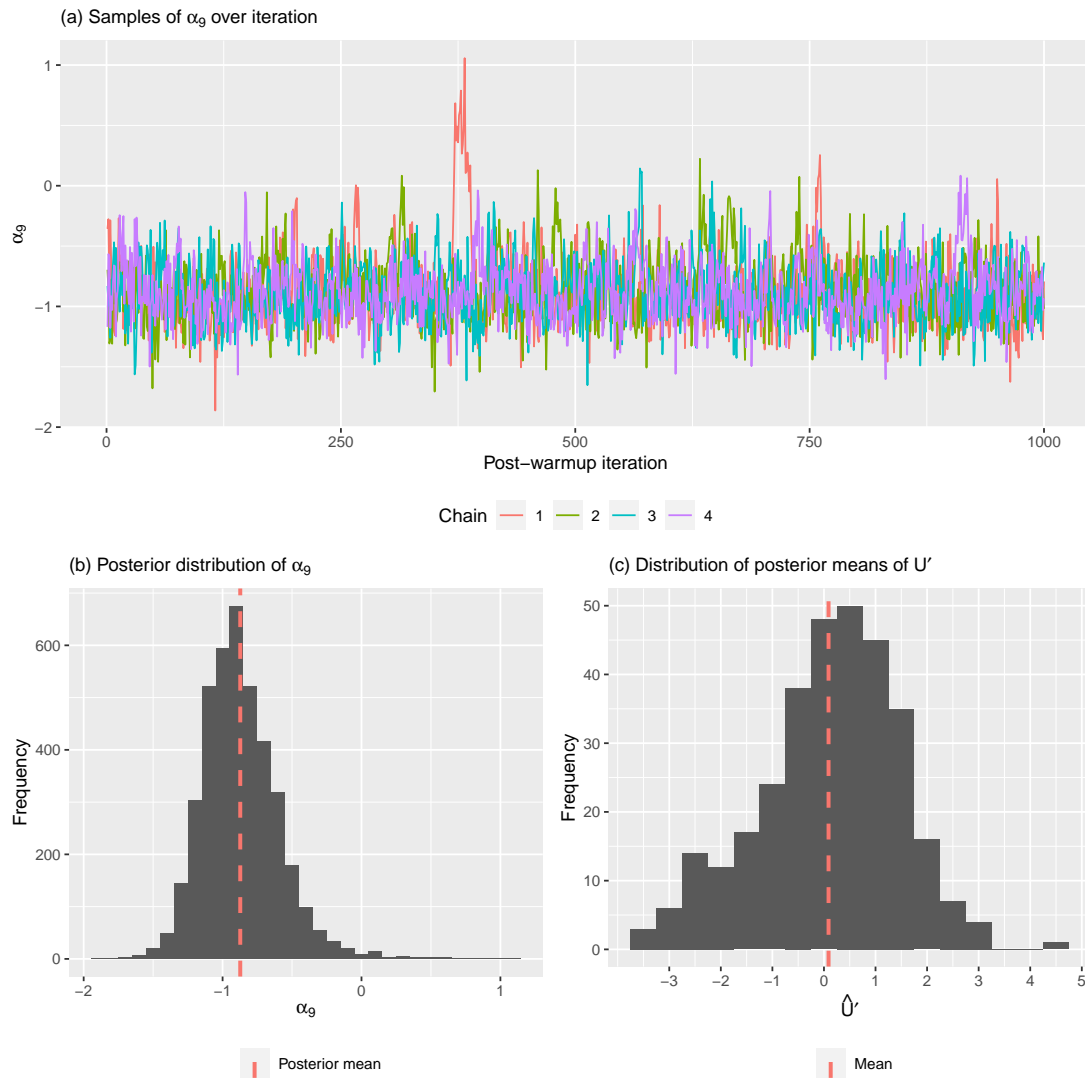 (a) Samples of α₉ over iteration
1
0
−1
−2
α₉
0
250
500
750
1000
Post−warmup iteration
Chain 1 2 3 4
(b) Posterior distribution of α₉
600
400
200
0
Frequency
−2
−1
0
1
α₉
Posterior mean
(c) Distribution of posterior means of U′
50
40
30
20
10
0
Frequency
−3
−2
−1
0
1
2
3
4
5
Û′
Mean